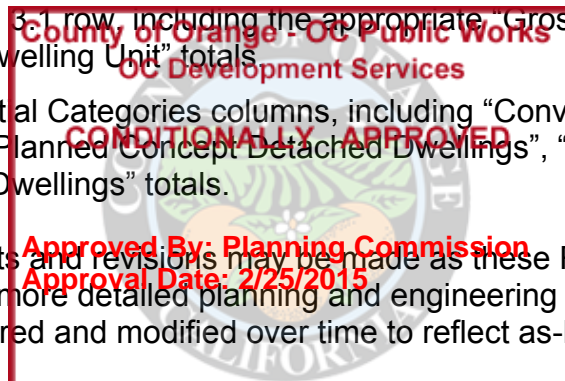 3.1 row, including the appropriate “Gros
County of Orange - OC Public Works
welling Unit” totals.
OC Development Services
tial Categories columns, including “Conv
CONDITIONALLY APPROVED
Planned Concept Detached Dwellings”, “
Dwellings” totals.
ts and revisions may be made as these
Approved By: Planning Commission
Approval Date: 2/25/2015
more detailed planning and engineering
red and modified over time to reflect as-
CALIFORNIA